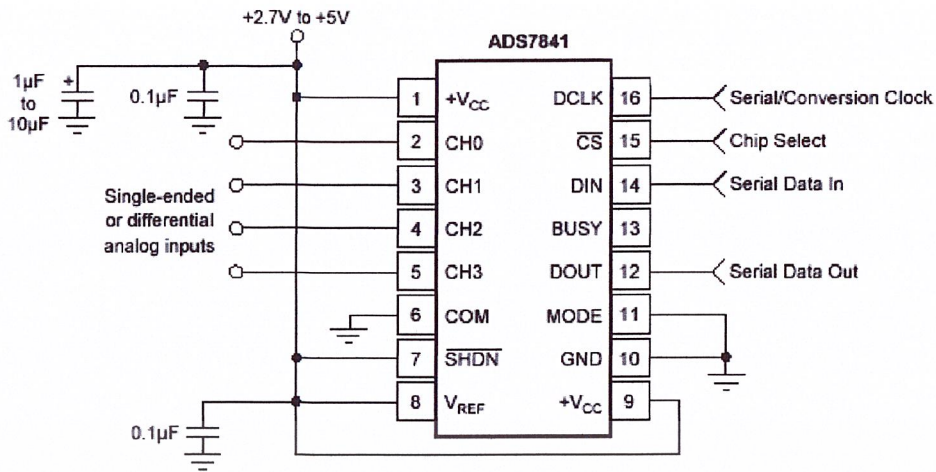 +2.7V to +5V
ADS7841
1µF
to
10µF
+
0.1µF
1 +VCC DCLK 16 Serial/Conversion Clock
2 CH0 CS 15 Chip Select
3 CH1 DIN 14 Serial Data In
Single-ended
or differential
analog inputs
4 CH2 BUSY 13
5 CH3 DOUT 12 Serial Data Out
6 COM MODE 11
7 SHDN GND 10
8 VREF +VCC 9
0.1µF